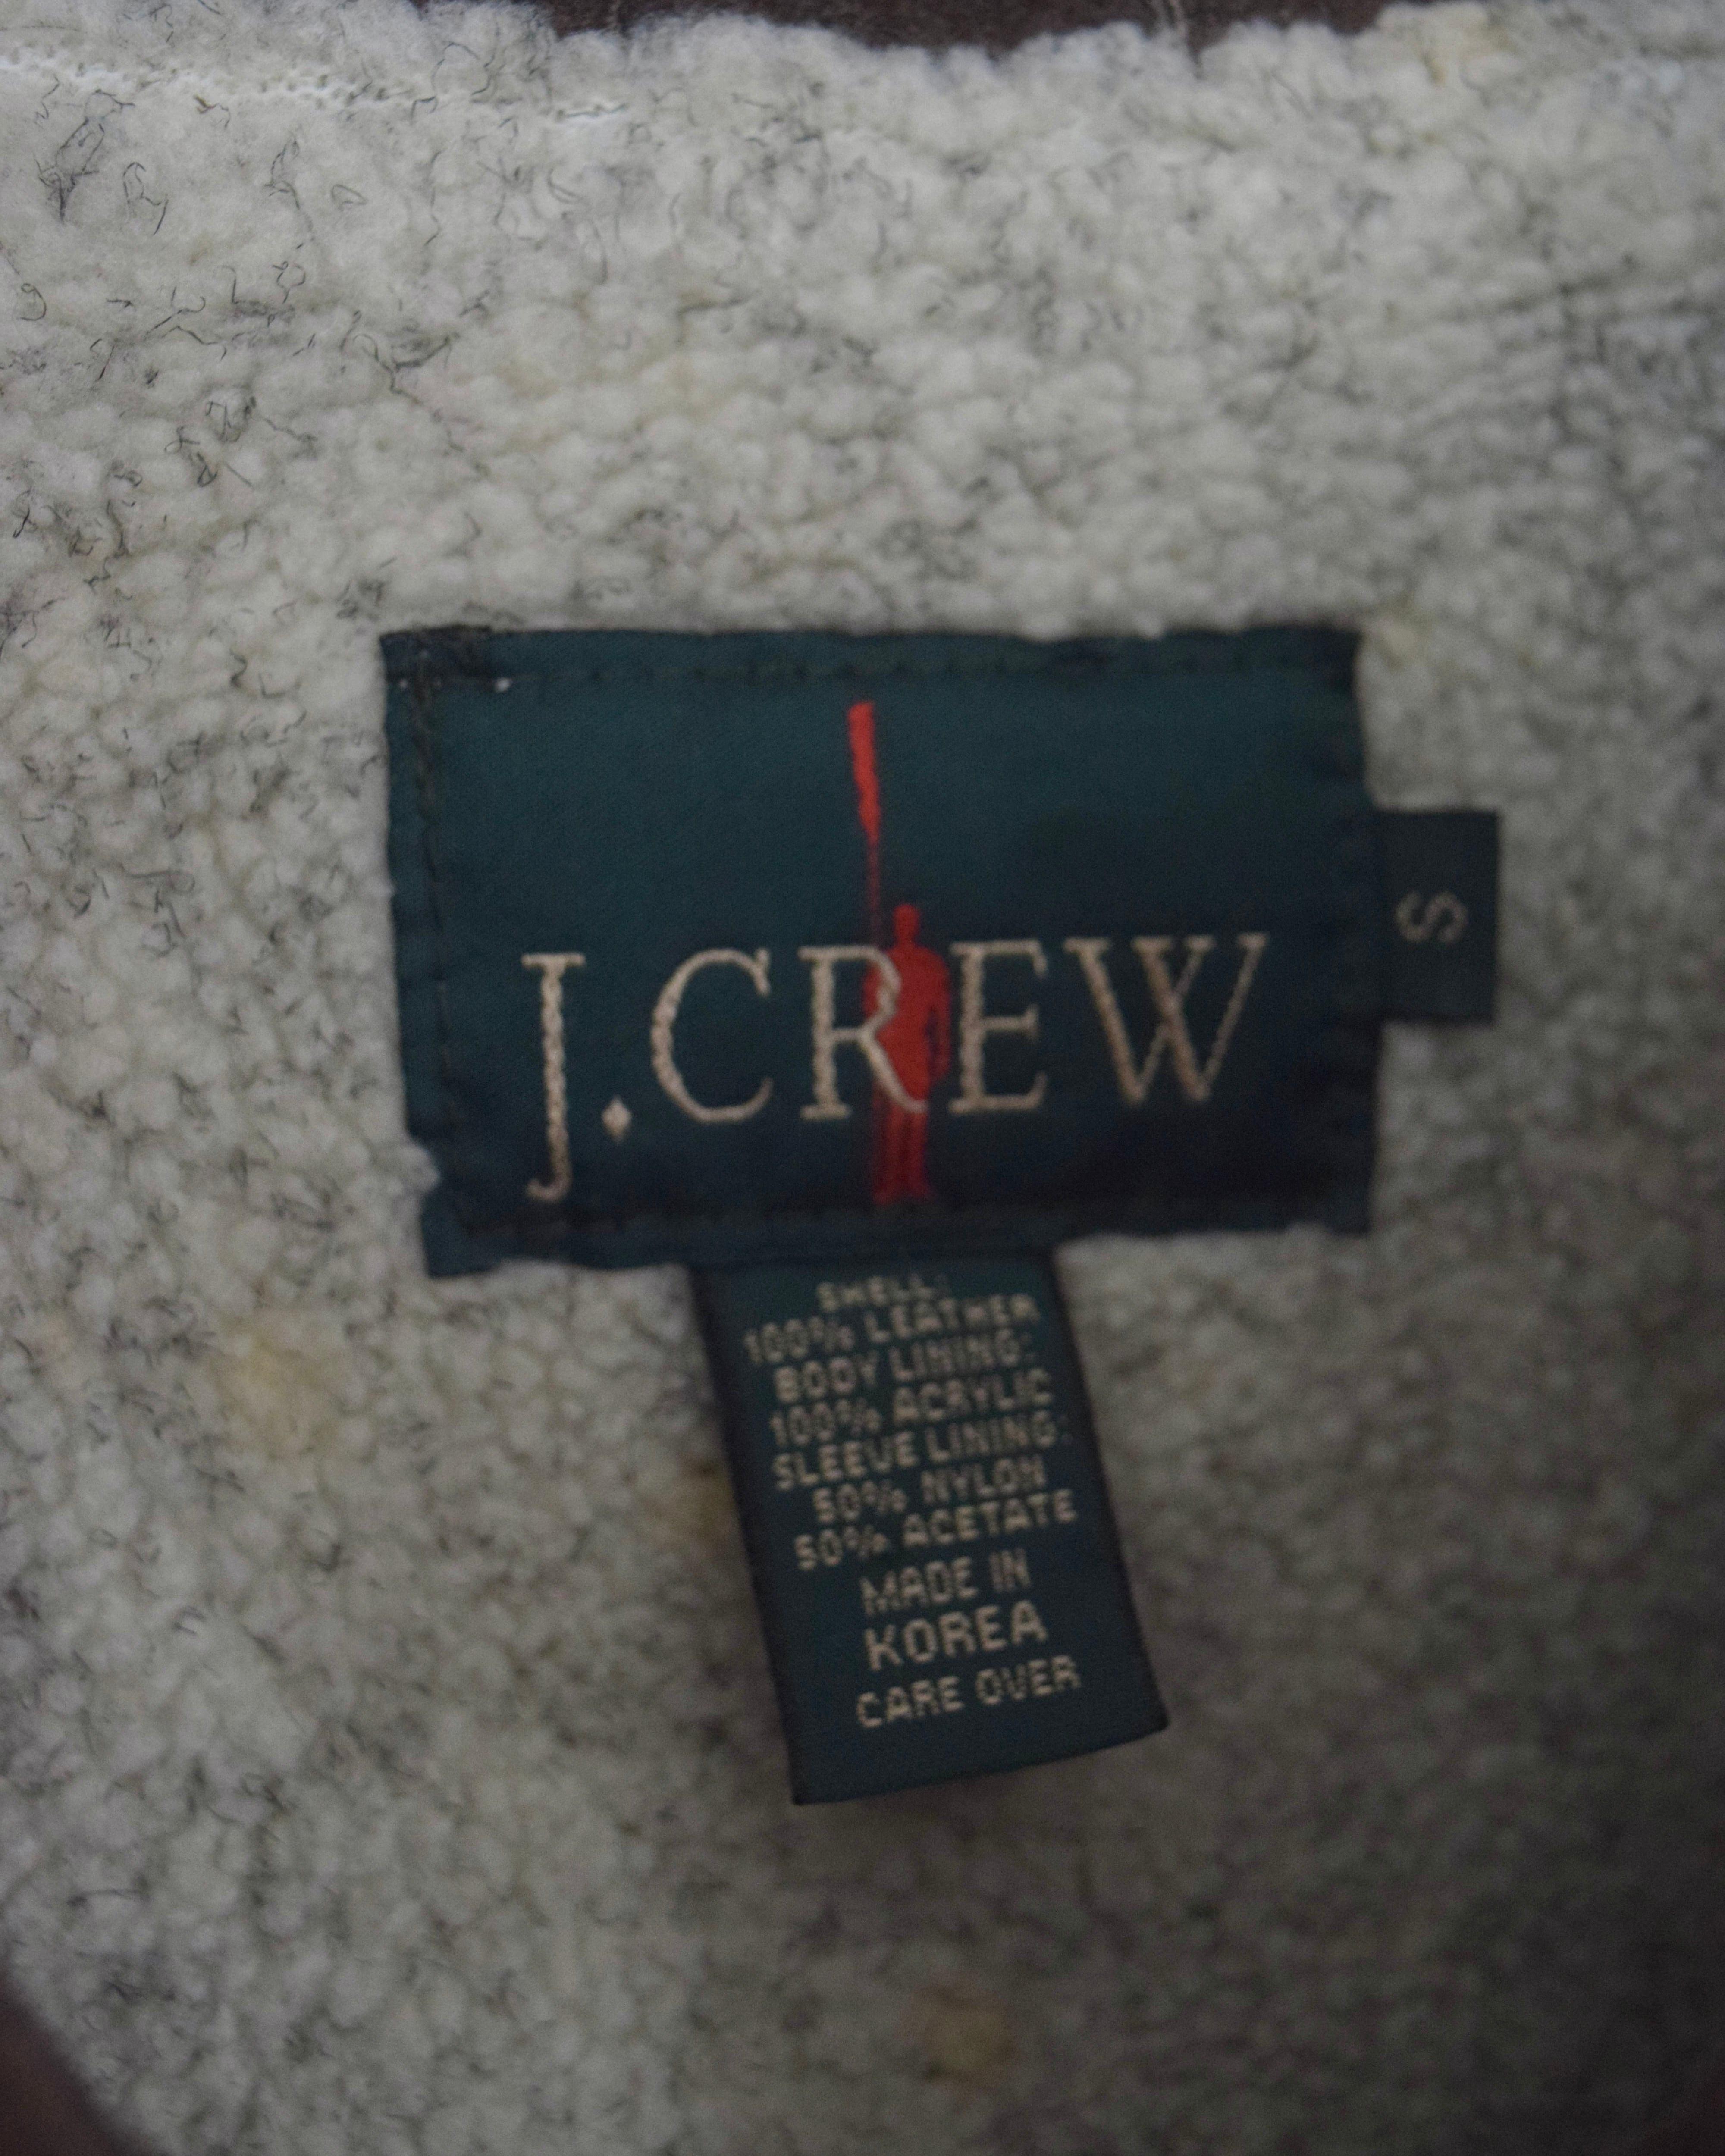 J.CREW
S
SHELL:
100% LEATHER
BODY LINING:
100% ACRYLIC
SLEEVE LINING:
50% NYLON
50% ACETATE
MADE IN
KOREA
CARE OVER